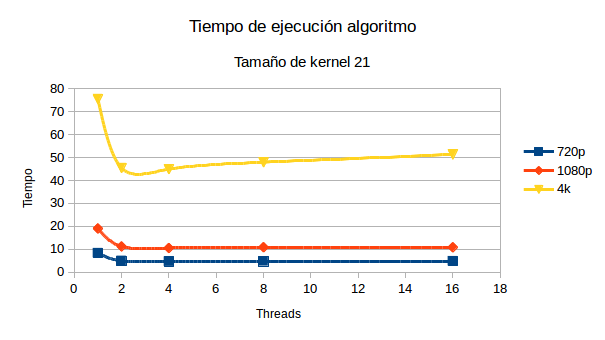 Tiempo de ejecución algoritmo
Tamaño de kernel 21
80
70
60
50
40
30
20
10
0
Tiempo
0 2 4 6 8 10 12 14 16 18
Threads
720p
1080p
4k